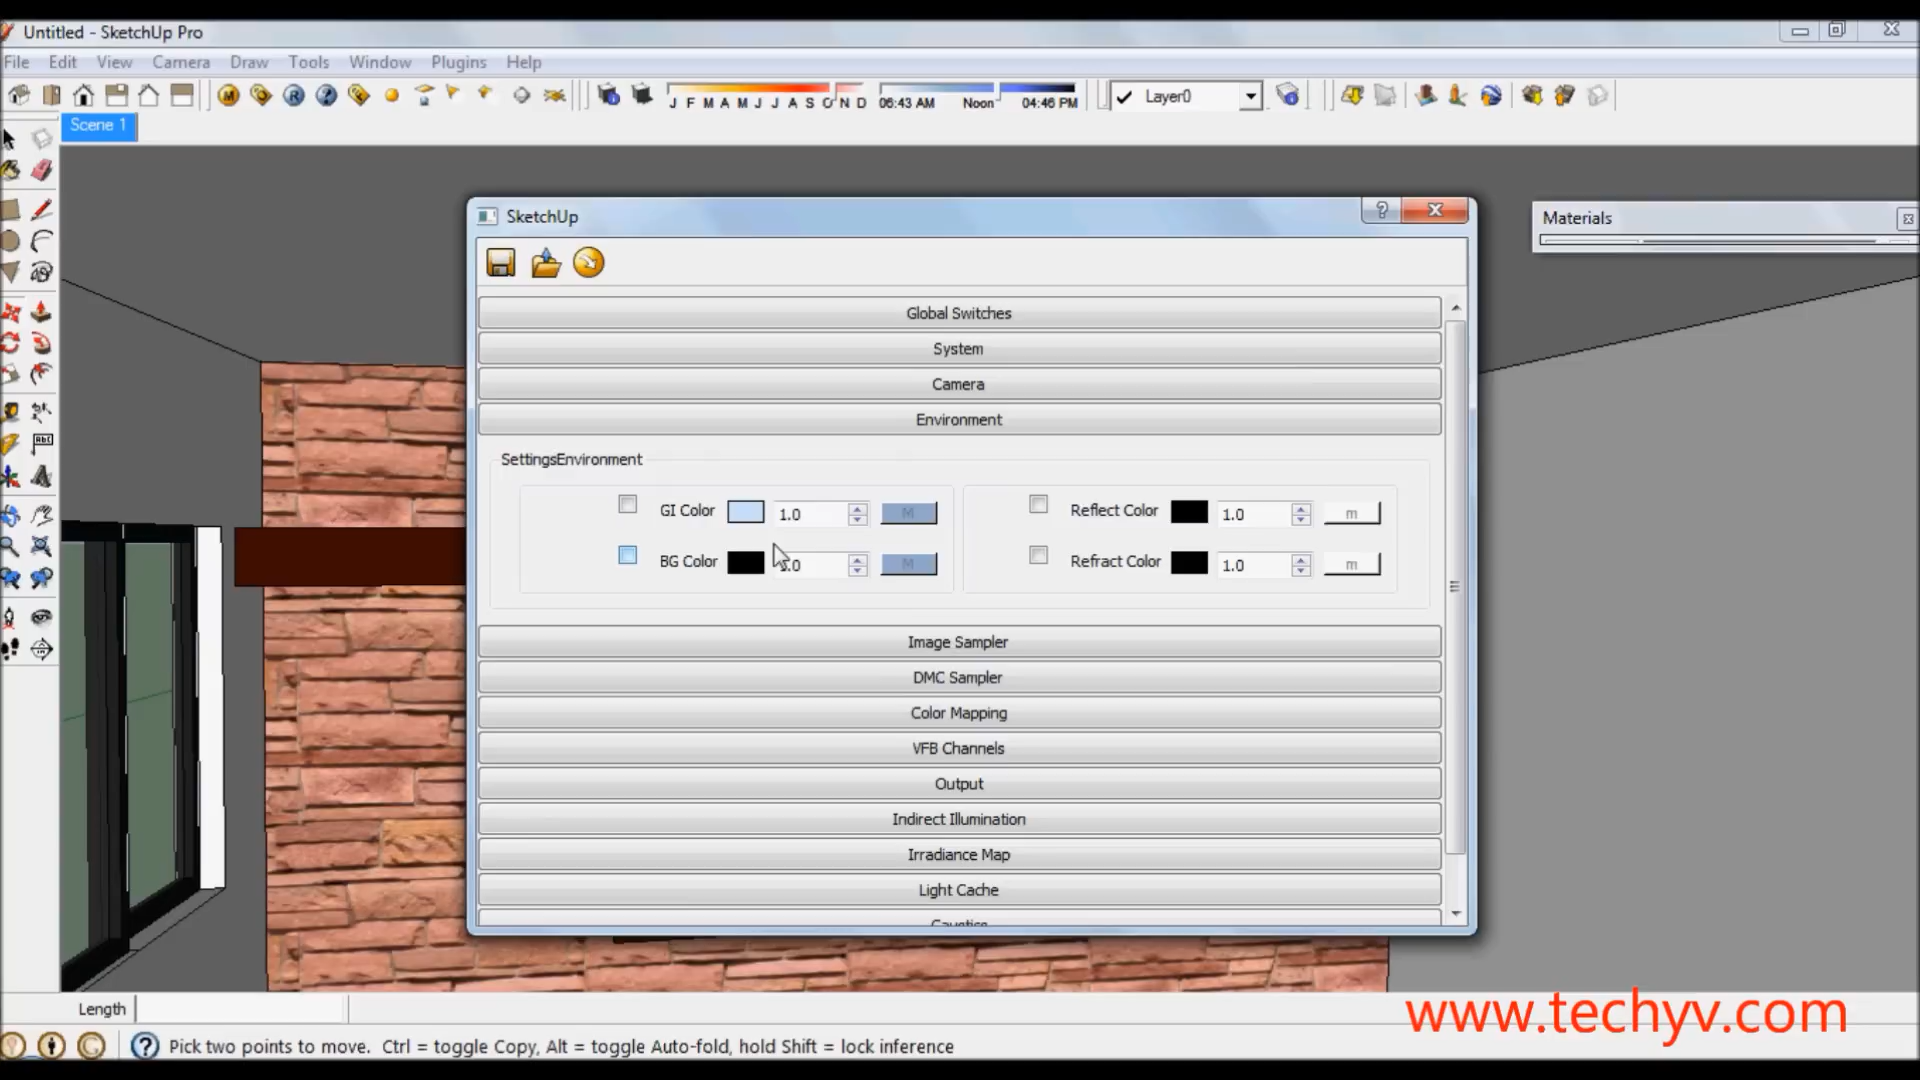 Untitled - SketchUp Pro
File Edit View Camera Draw Tools Window Plugins Help
J F M A M J J A S O N D 06:43 AM Noon 04:46 PM Layer0
Scene 1
SketchUp
Materials
Global Switches
System
Camera
Environment
SettingsEnvironment
GI Color 1.0 M Reflect Color 1.0 m
BG Color M Refract Color 1.0 m
Image Sampler
DMC Sampler
Color Mapping
VFB Channels
Output
Indirect Illumination
Irradiance Map
Light Cache
Caustics
Length
www.techyv.com
Pick two points to move. Ctrl = toggle Copy, Alt = toggle Auto-fold, hold Shift = lock inference